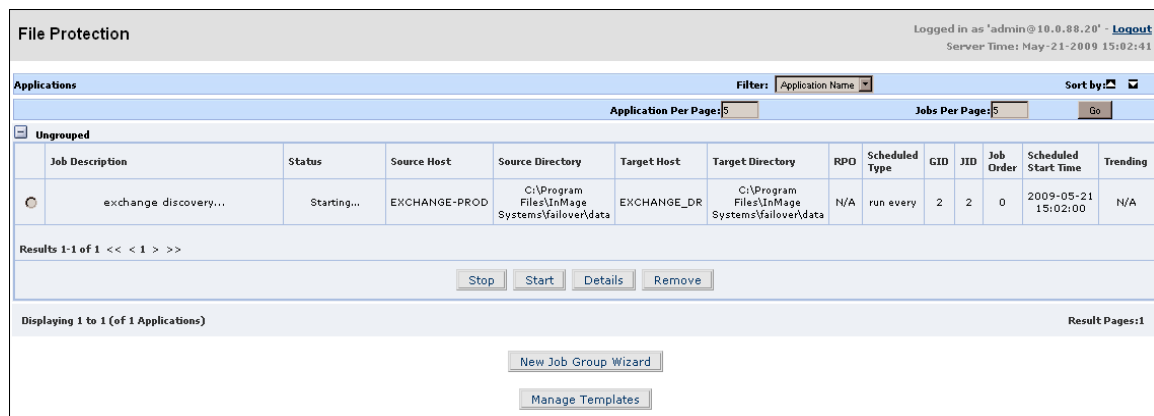 File Protection
Logged in as 'admin@10.0.88.20' - Logout
Server Time: May-21-2009 15:02:41
Applications
Filter: Application Name
Sort by:
Application Per Page: 5
Jobs Per Page: 5
Go
Ungrouped
Job Description
Status
Source Host
Source Directory
Target Host
Target Directory
RPO
Scheduled
Type
GID
JID
Job
Order
Scheduled
Start Time
Trending
exchange discovery...
Starting...
EXCHANGE-PROD
C:\Program
Files\InMage
Systems\failover\data
EXCHANGE_DR
C:\Program
Files\InMage
Systems\failover\data
N/A
run every
2
2
0
2009-05-21
15:02:00
N/A
Results 1-1 of 1 << < 1 > >>
Stop
Start
Details
Remove
Displaying 1 to 1 (of 1 Applications)
Result Pages:1
New Job Group Wizard
Manage Templates